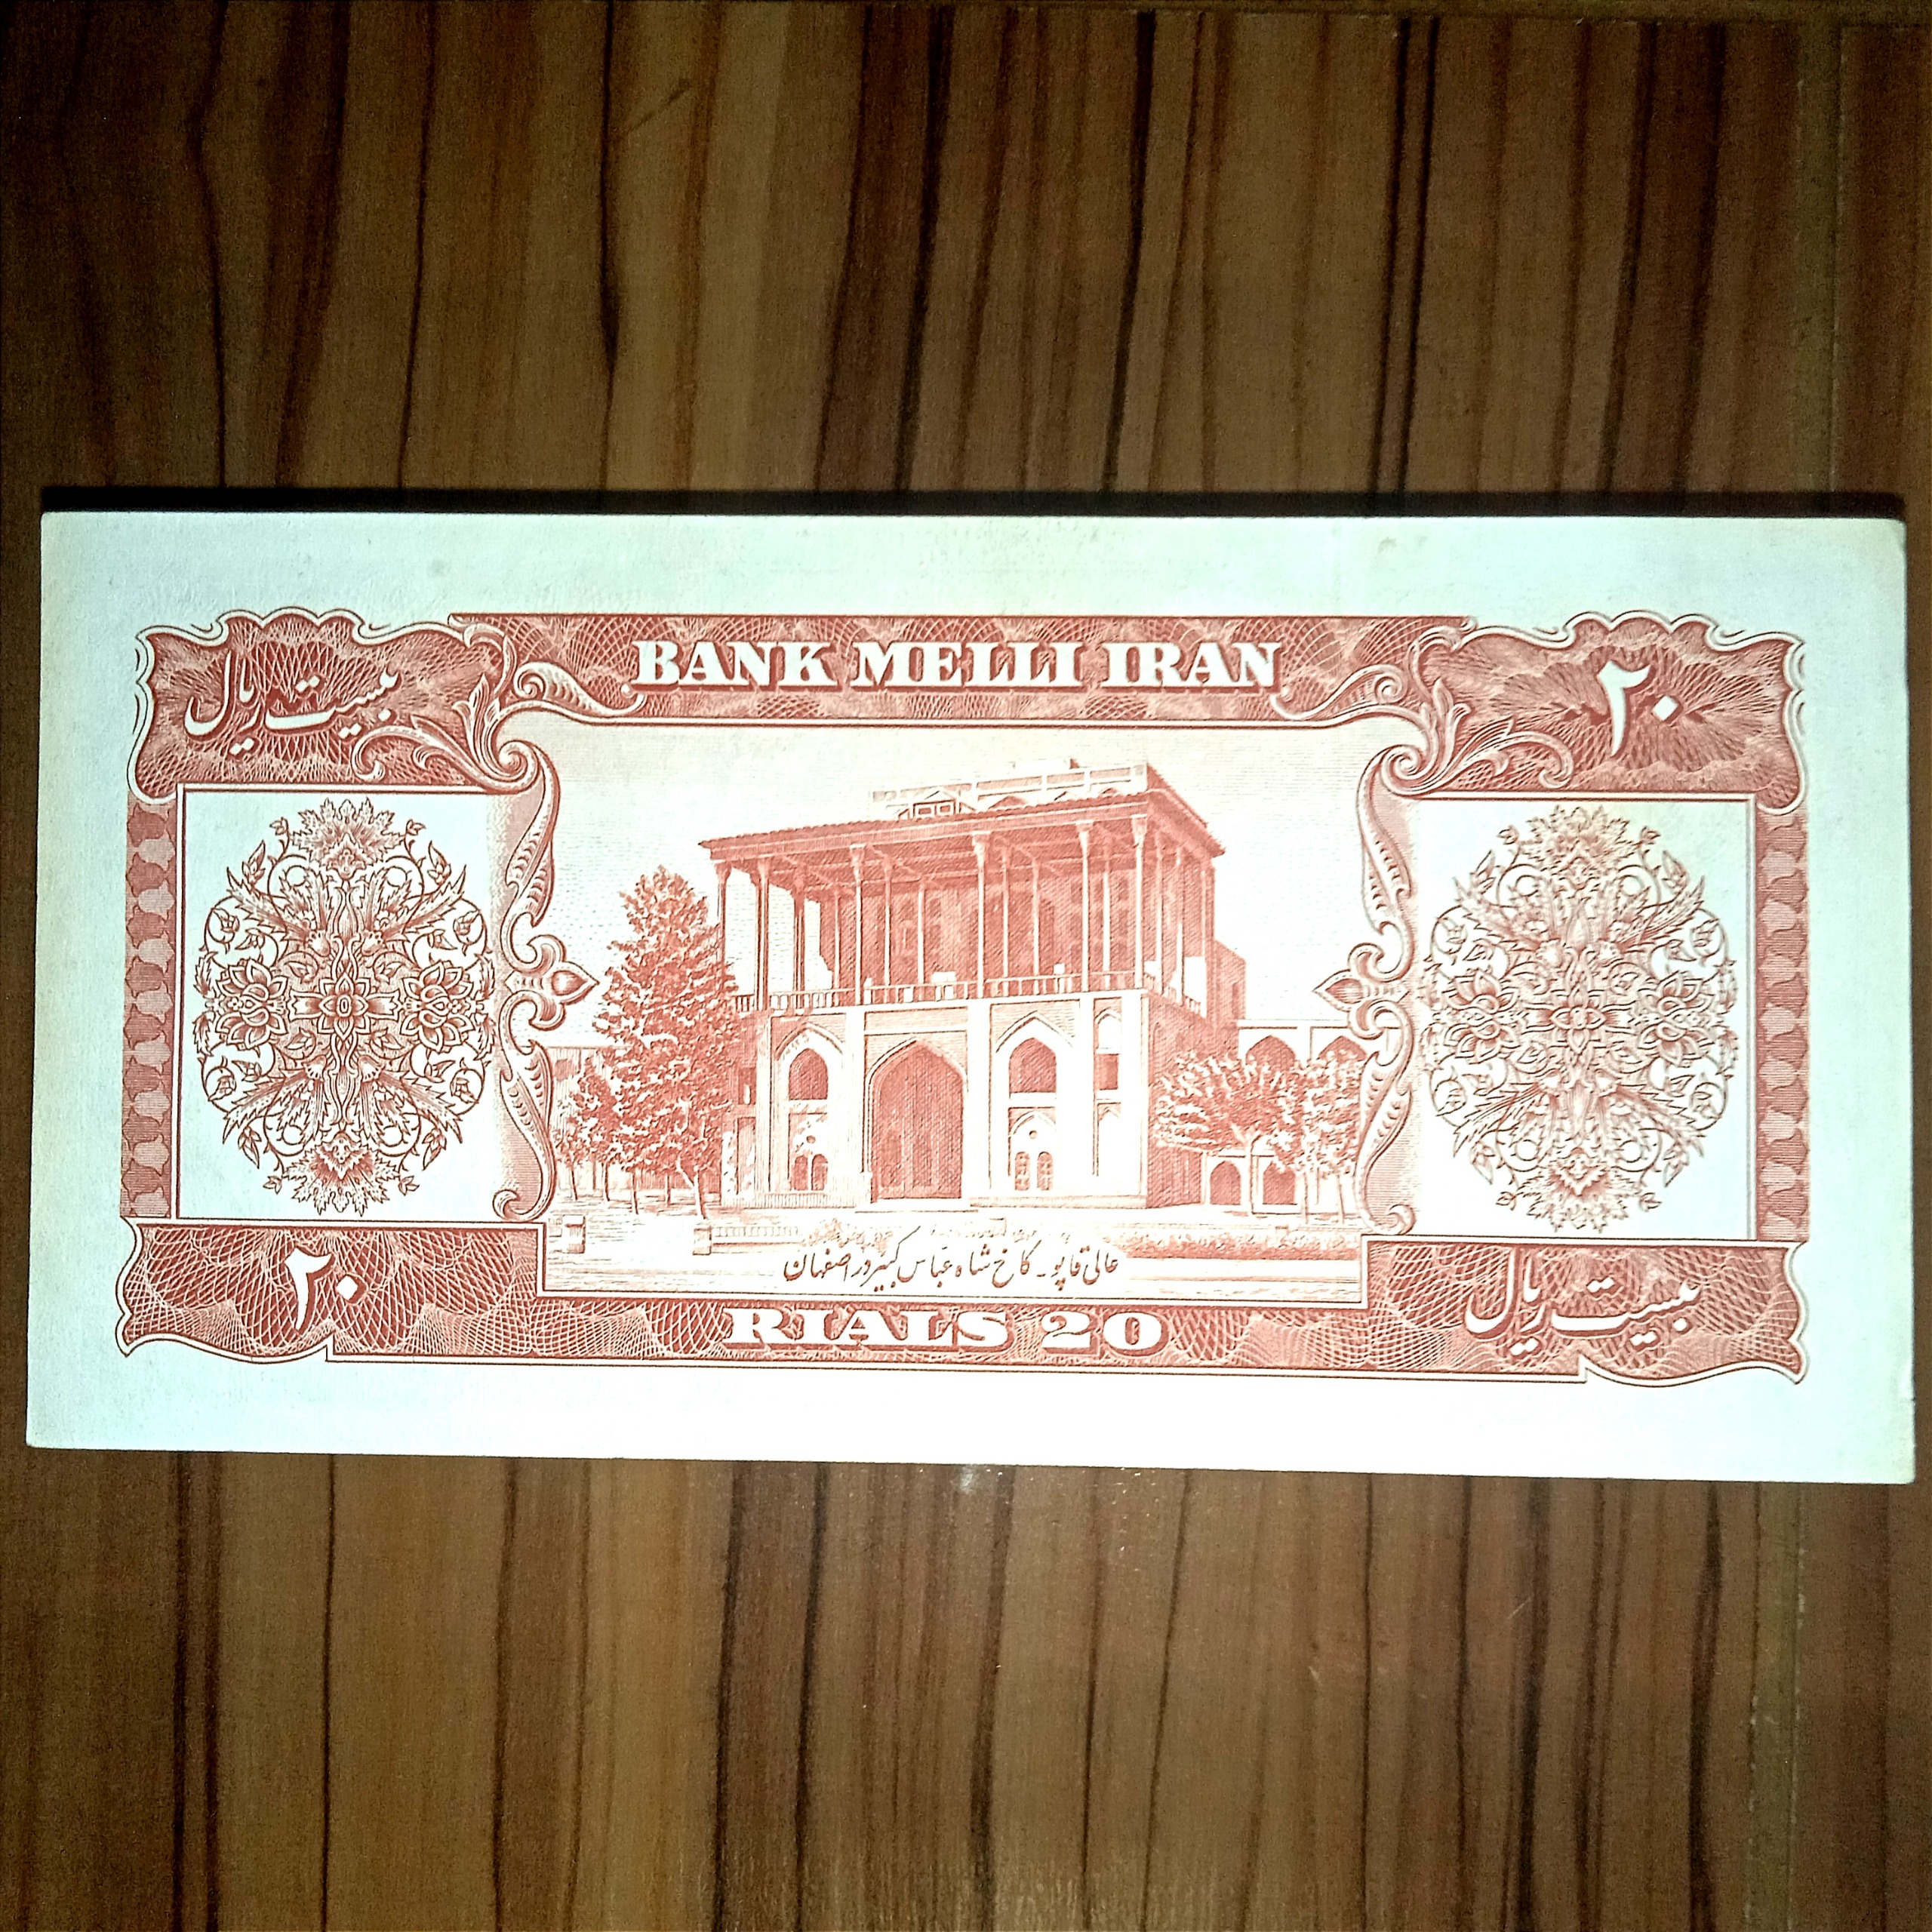 BANK MELLI IRAN
بیست ریال
۲۰
عالی قاپو - کاخ شاه عباس کبیر در اصفهان
۲۰
RIALS 20
بیست ریال